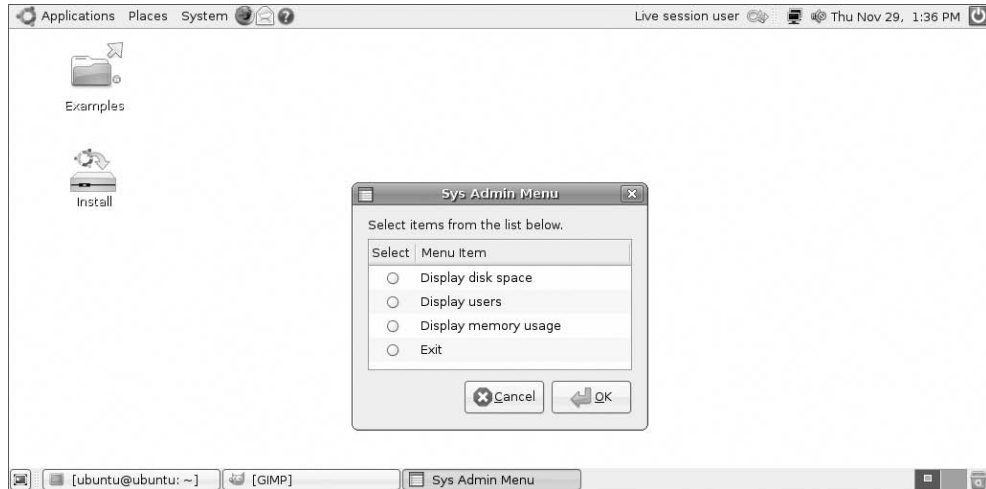 Applications Places System Live session user Thu Nov 29, 1:36 PM
Examples
Install
Sys Admin Menu
Select items from the list below.
Select Menu Item
Display disk space
Display users
Display memory usage
Exit
Cancel OK
[ubuntu@ubuntu: ~] [GIMP] Sys Admin Menu